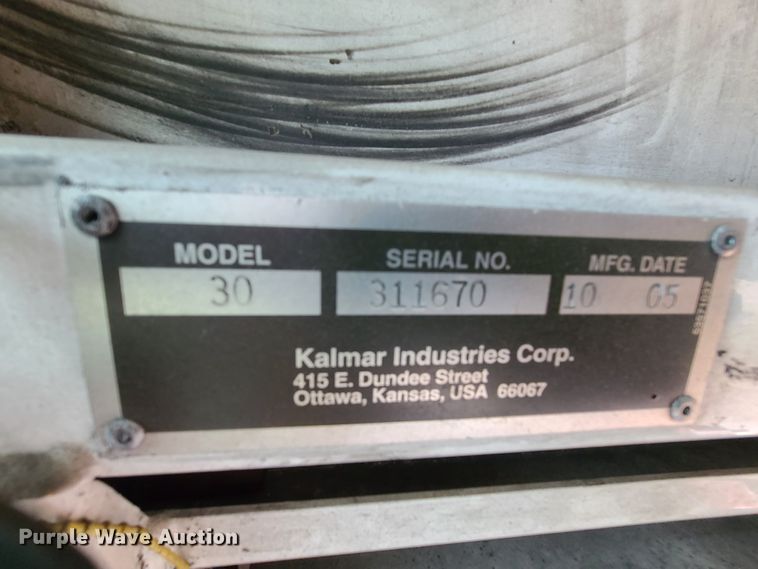 MODEL SERIAL NO. MFG. DATE
30 311670 10 05
Kalmar Industries Corp.
415 E. Dundee Street
Ottawa, Kansas, USA 66067
Purple Wave Auction